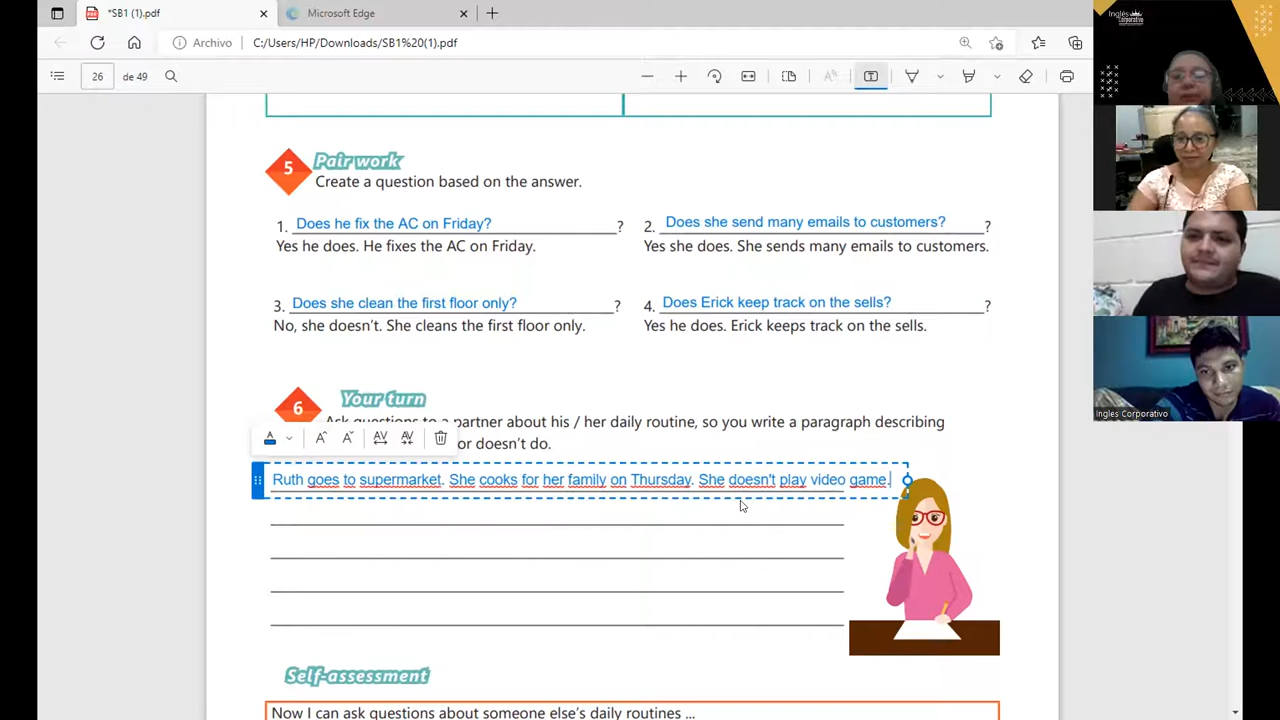 *SB1 (1).pdf
Microsoft Edge
Archivo
C:/Users/HP/Downloads/SB1%20(1).pdf
26
de 49
5
Pair work
Create a question based on the answer.
1. Does he fix the AC on Friday? ?
Yes he does. He fixes the AC on Friday.
2. Does she send many emails to customers? ?
Yes she does. She sends many emails to customers.
3. Does she clean the first floor only? ?
No, she doesn't. She cleans the first floor only.
4. Does Erick keep track on the sells? ?
Yes he does. Erick keeps track on the sells.
6
Your turn
Ask questions to a partner about his / her daily routine, so you write a paragraph describing
or doesn't do.
Ruth goes to supermarket. She cooks for her family on Thursday. She doesn't play video game.
Self-assessment
Now I can ask questions about someone else's daily routines ...
Inglés
Corporativo
Ingles Corporativo